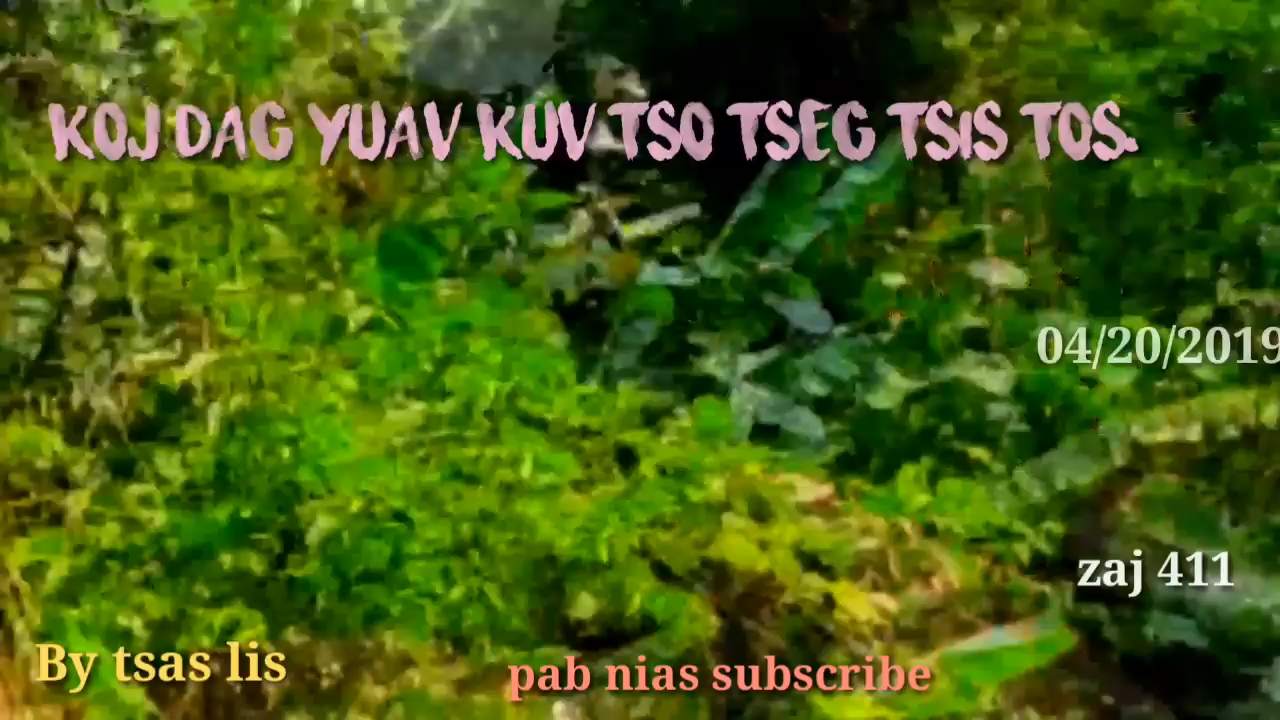 KOJ DAG YUAV KUV TSO TSEG TSIS TOS.
04/20/2019
zaj 411
By tsas lis
pab nias subscribe